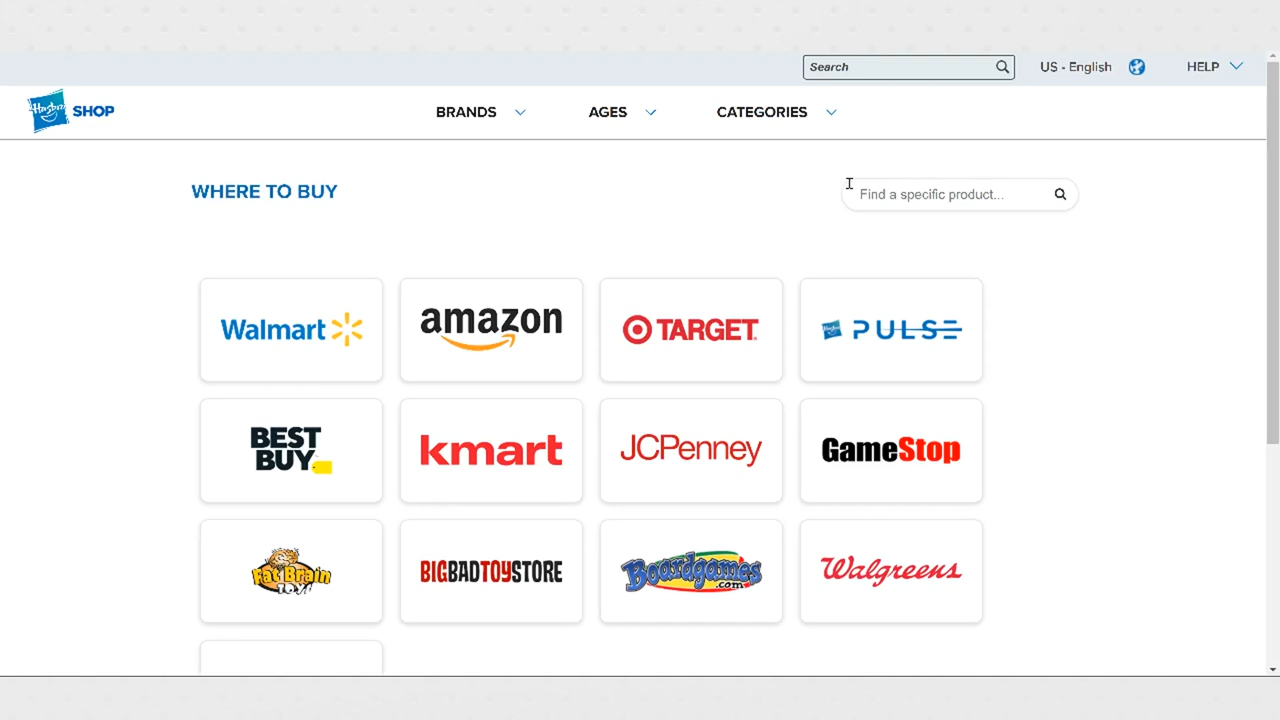 Search
US - English
HELP
Hasbro
SHOP
BRANDS
AGES
CATEGORIES
WHERE TO BUY
Find a specific product...
Walmart
amazon
TARGET
PULSE
BEST
BUY
kmart
JCPenney
GameStop
Fat Brain
TOYS
BIGBADTOYSTORE
Boardgames
.com
Walgreens